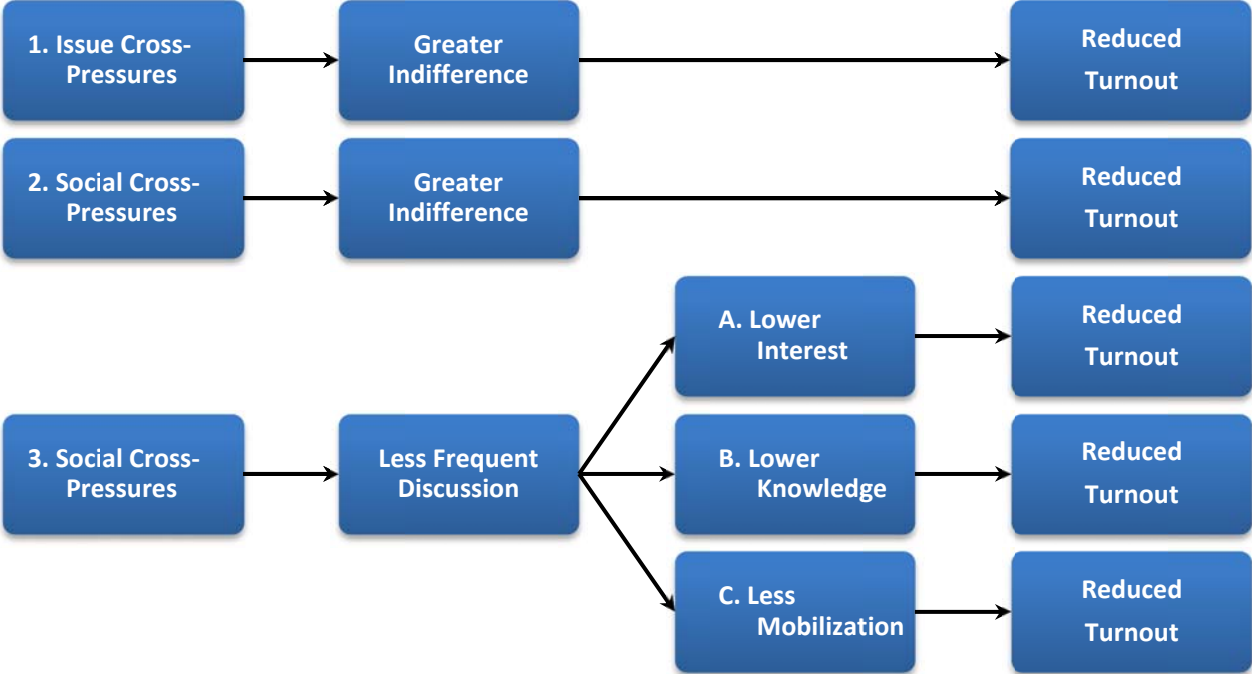 1. Issue Cross-
Pressures
Greater
Indifference
Reduced
Turnout
2. Social Cross-
Pressures
Greater
Indifference
Reduced
Turnout
3. Social Cross-
Pressures
Less Frequent
Discussion
A. Lower
Interest
Reduced
Turnout
B. Lower
Knowledge
Reduced
Turnout
C. Less
Mobilization
Reduced
Turnout